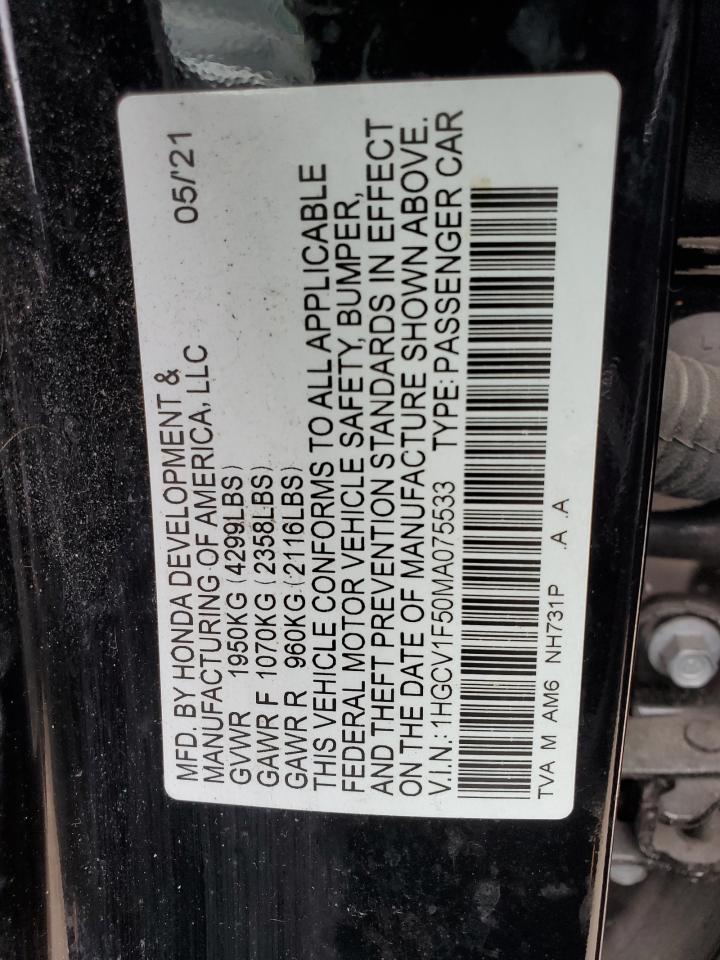 MFD. BY HONDA DEVELOPMENT & 05/'21
MANUFACTURING OF AMERICA, LLC
GVWR 1950KG (4299LBS)
GAWR F 1070KG (2358LBS)
GAWR R 960KG (2116LBS)
THIS VEHICLE CONFORMS TO ALL APPLICABLE
FEDERAL MOTOR VEHICLE SAFETY, BUMPER,
AND THEFT PREVENTION STANDARDS IN EFFECT
ON THE DATE OF MANUFACTURE SHOWN ABOVE.
V.I.N.: 1HGCV1F50MA075533 TYPE: PASSENGER CAR
TVA M AM6 NH731P .A .A